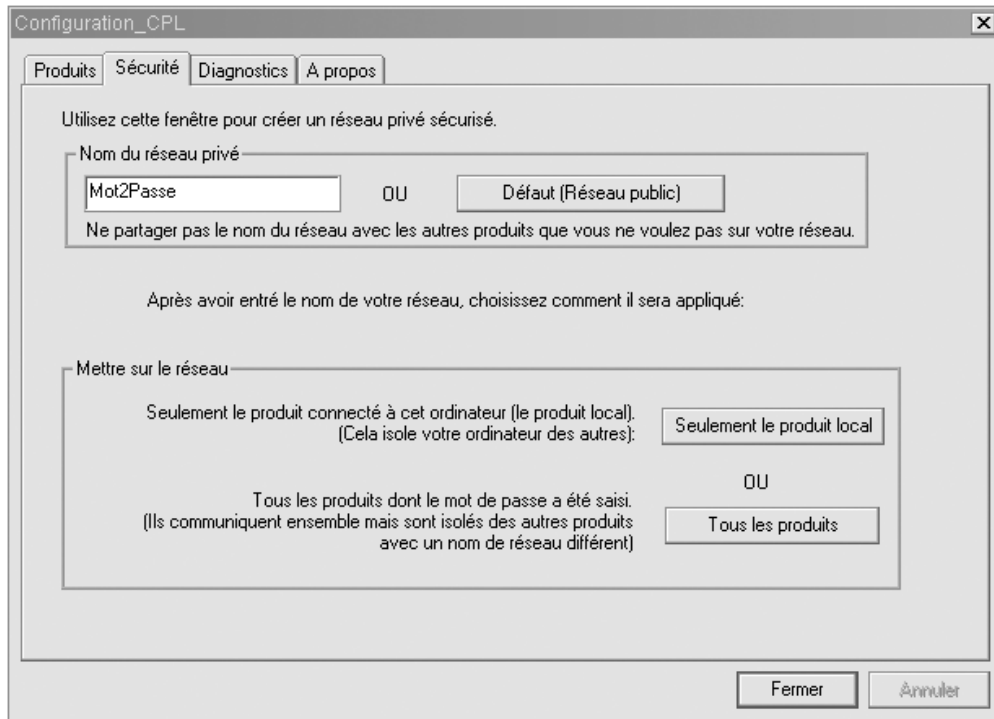 Configuration_CPL
Produits Sécurité Diagnostics A propos
Utilisez cette fenêtre pour créer un réseau privé sécurisé.
Nom du réseau privé
Mot2Passe OU Défaut (Réseau public)
Ne partager pas le nom du réseau avec les autres produits que vous ne voulez pas sur votre réseau.
Après avoir entré le nom de votre réseau, choisissez comment il sera appliqué:
Mettre sur le réseau
Seulement le produit connecté à cet ordinateur (le produit local).
(Cela isole votre ordinateur des autres):
Seulement le produit local
OU
Tous les produits dont le mot de passe a été saisi.
(Ils communiquent ensemble mais sont isolés des autres produits
avec un nom de réseau différent)
Tous les produits
Fermer Annuler